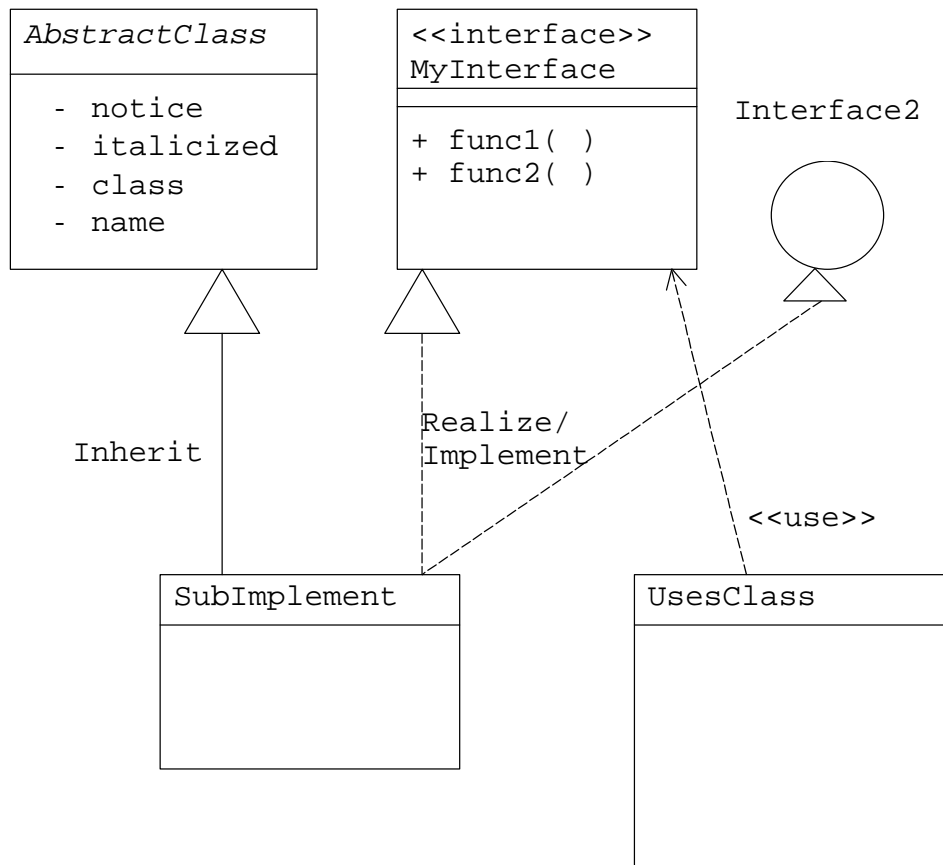 AbstractClass
- notice
- italicized
- class
- name
<<interface>>
MyInterface
+ func1( )
+ func2( )
Interface2
Inherit
Realize/
Implement
<<use>>
SubImplement
UsesClass